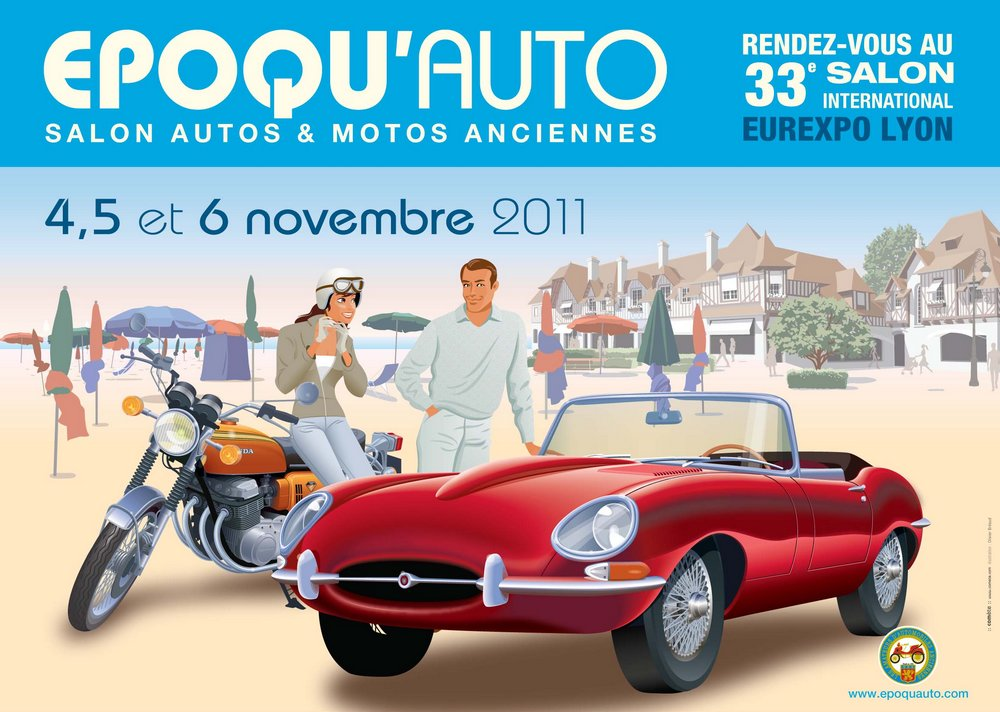 EPOQU'AUTO
SALON AUTOS & MOTOS ANCIENNES
RENDEZ-VOUS AU
33e SALON
INTERNATIONAL
EUREXPO LYON
4,5 et 6 novembre 2011
NDA
www.epoquauto.com